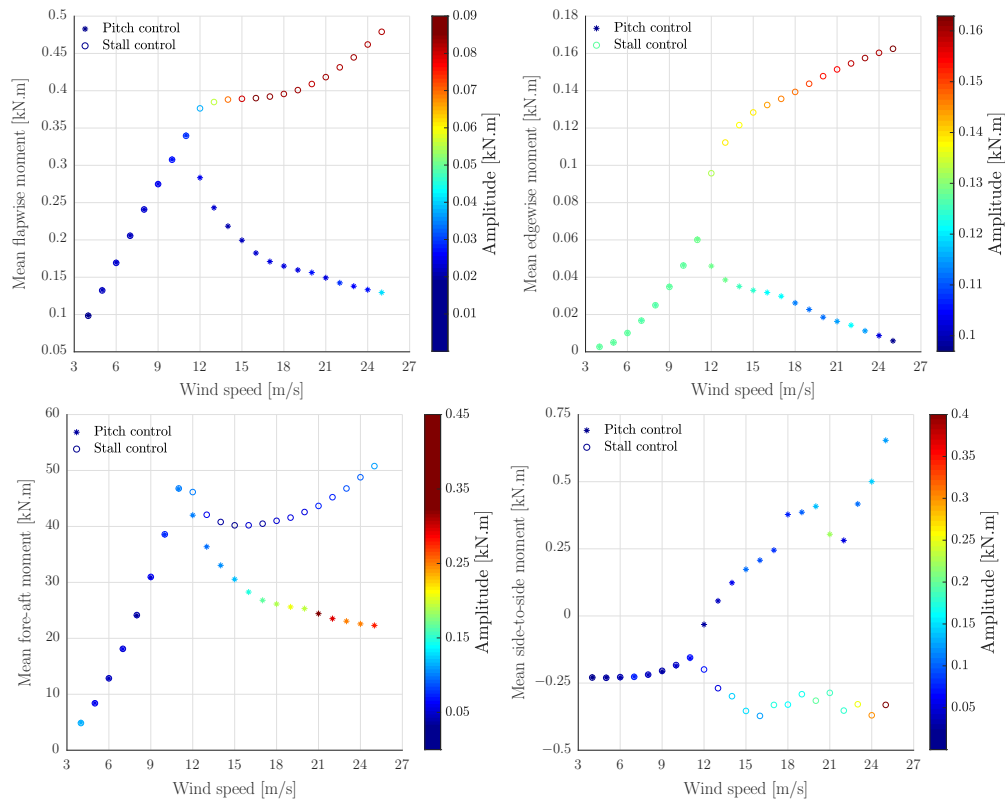 Pitch control
Stall control
0.5
0.45
0.4
0.35
0.3
0.25
0.2
0.15
0.1
0.05
3 6 9 12 15 18 21 24 27
Wind speed [m/s]
Mean flapwise moment [kN.m]
0.09
0.08
0.07
0.06
0.05
0.04
0.03
0.02
0.01
Amplitude [kN.m]
Pitch control
Stall control
0.18
0.16
0.14
0.12
0.1
0.08
0.06
0.04
0.02
0
3 6 9 12 15 18 21 24 27
Wind speed [m/s]
Mean edgewise moment [kN.m]
0.16
0.15
0.14
0.13
0.12
0.11
0.1
Amplitude [kN.m]
Pitch control
Stall control
60
50
40
30
20
10
0
3 6 9 12 15 18 21 24 27
Wind speed [m/s]
Mean fore-aft moment [kN.m]
0.45
0.35
0.25
0.15
0.05
Amplitude [kN.m]
Pitch control
Stall control
0.75
0.5
0.25
0
−0.25
−0.5
3 6 9 12 15 18 21 24 27
Wind speed [m/s]
Mean side-to-side moment [kN.m]
0.4
0.35
0.3
0.25
0.2
0.15
0.1
0.05
Amplitude [kN.m]